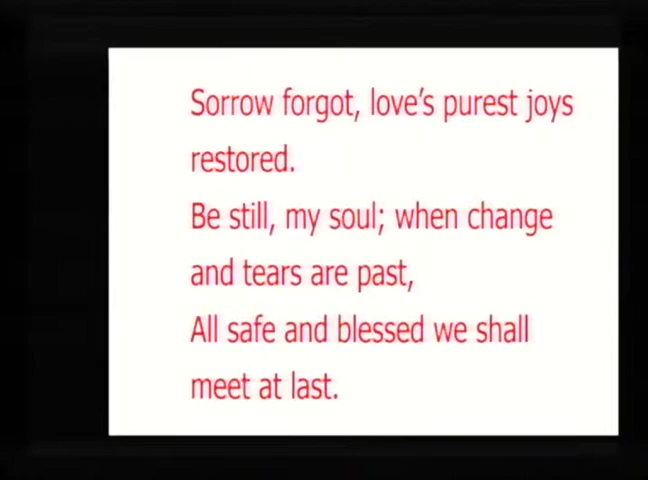 Sorrow forgot, love's purest joys
restored.
Be still, my soul; when change
and tears are past,
All safe and blessed we shall
meet at last.